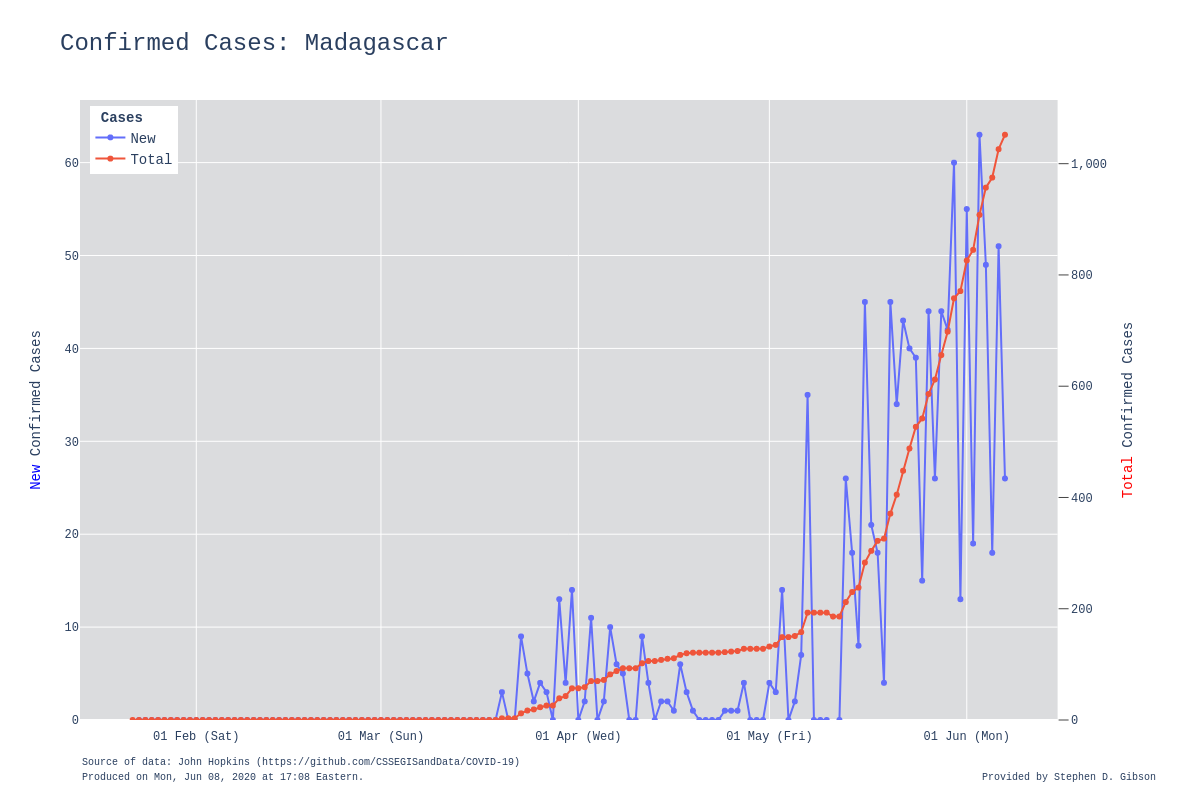 Confirmed Cases: Madagascar
Cases
New
Total
60
50
40
30
20
10
0
1,000
800
600
400
200
0
New Confirmed Cases
Total Confirmed Cases
01 Feb (Sat)
01 Mar (Sun)
01 Apr (Wed)
01 May (Fri)
01 Jun (Mon)
Source of data: John Hopkins (https://github.com/CSSEGISandData/COVID-19)
Produced on Mon, Jun 08, 2020 at 17:08 Eastern.
Provided by Stephen D. Gibson